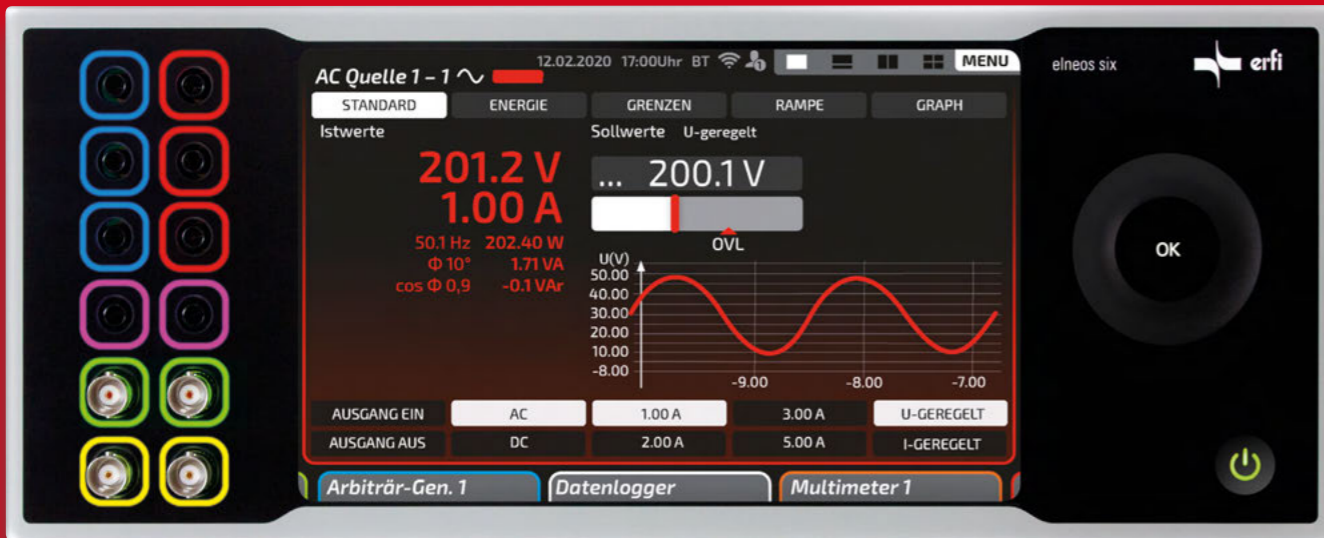 12.02.2020 17:00Uhr BT
1
MENU
AC Quelle 1 – 1
STANDARD ENERGIE GRENZEN RAMPE GRAPH
Istwerte
201.2 V
1.00 A
50.1 Hz 202.40 W
Φ 10° 1.71 VA
cos Φ 0,9 -0.1 VAr
Sollwerte U-geregelt
... 200.1 V
OVL
U(V)
50.00
40.00
30.00
20.00
10.00
-8.00
-9.00 -8.00 -7.00
AUSGANG EIN AC 1.00 A 3.00 A U-GEREGELT
AUSGANG AUS DC 2.00 A 5.00 A I-GEREGELT
Arbiträr-Gen. 1 Datenlogger Multimeter 1
elneos six erfi
OK